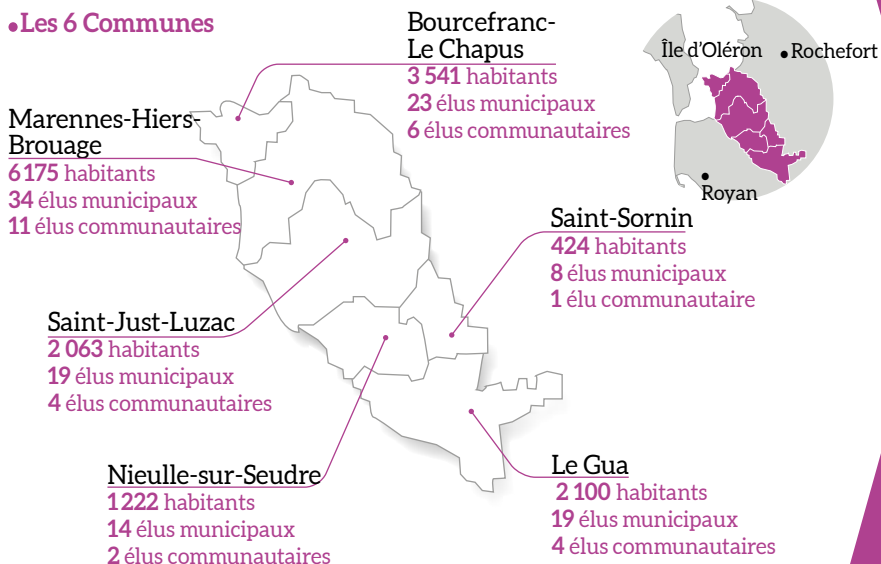 •Les 6 Communes
Bourcefranc-
Le Chapus
3 541 habitants
23 élus municipaux
6 élus communautaires
Île d'Oléron
Rochefort
Royan
Marennes-Hiers-
Brouage
6 175 habitants
34 élus municipaux
11 élus communautaires
Saint-Sornin
424 habitants
8 élus municipaux
1 élu communautaire
Saint-Just-Luzac
2 063 habitants
19 élus municipaux
4 élus communautaires
Nieulle-sur-Seudre
1 222 habitants
14 élus municipaux
2 élus communautaires
Le Gua
2 100 habitants
19 élus municipaux
4 élus communautaires